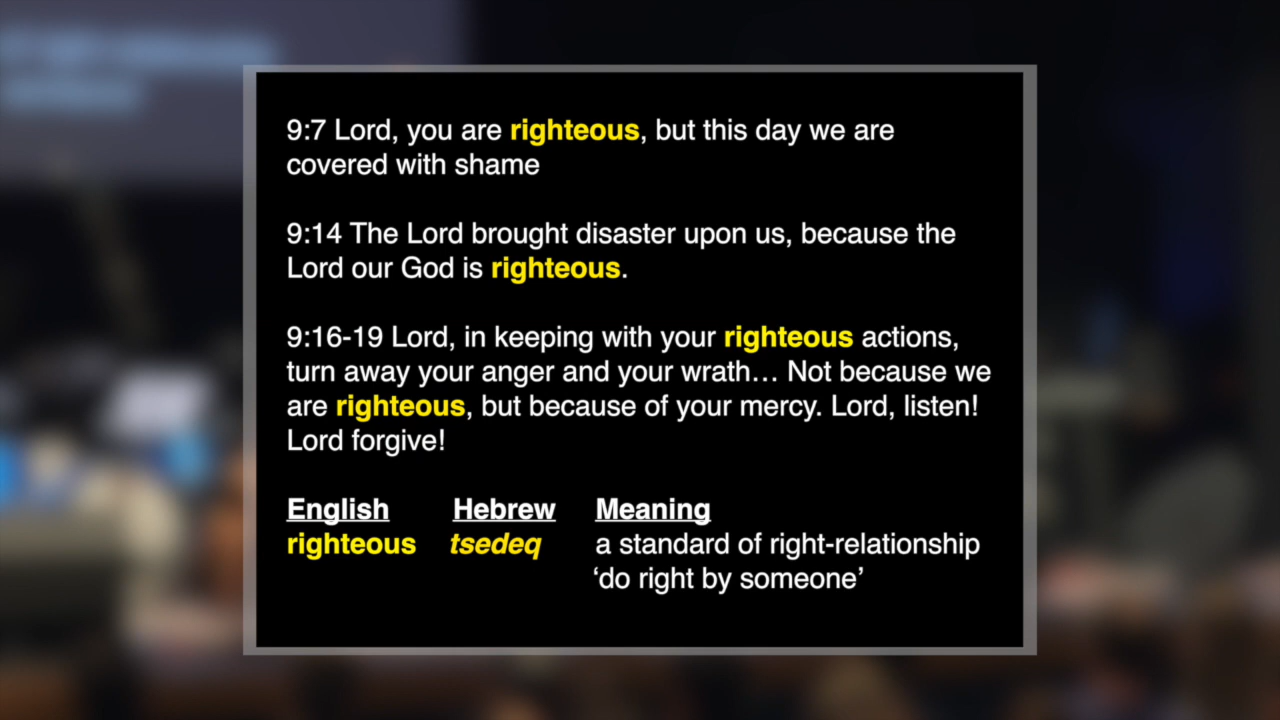 9:7 Lord, you are righteous, but this day we are
covered with shame
9:14 The Lord brought disaster upon us, because the
Lord our God is righteous.
9:16-19 Lord, in keeping with your righteous actions,
turn away your anger and your wrath… Not because we
are righteous, but because of your mercy. Lord, listen!
Lord forgive!
English Hebrew Meaning
righteous tsedeq a standard of right-relationship
‘do right by someone’